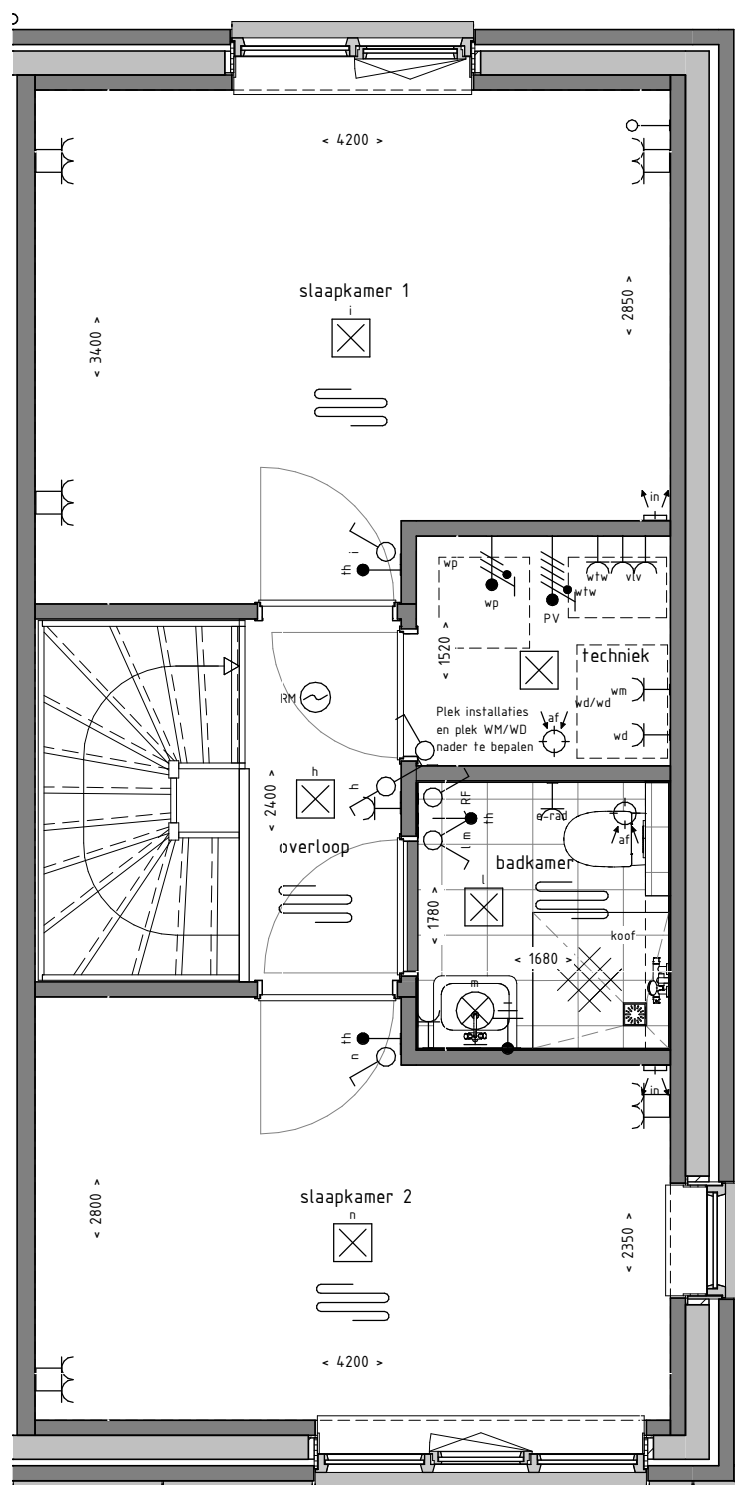 < 4200 >
slaapkamer 1
i
< 3400 >
< 2850 >
in
th
i
wp
wp
PV
wtw
wtw
vlv
< 1520 >
techniek
wm
wd/wd
wd
af
Plek installaties
en plek WM/WD
nader te bepalen
RM
h
h
< 2400 >
overloop
RF
th
l m
e-rad
af
badkamer
l
< 1780 >
< 1680 >
koof
m
th
n
in
slaapkamer 2
n
< 2800 >
< 2350 >
< 4200 >